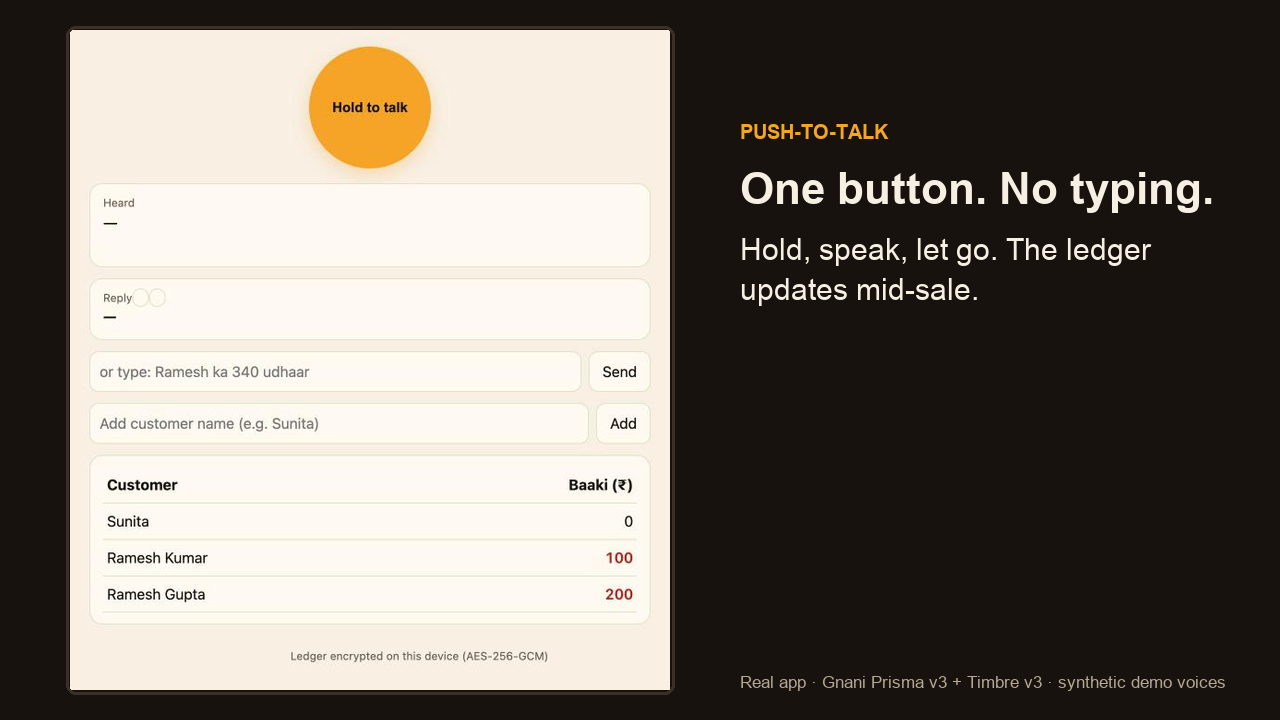 Hold to talk
Heard
—
Reply
—
or type: Ramesh ka 340 udhaar
Send
Add customer name (e.g. Sunita)
Add
Customer Baaki (₹)
Sunita 0
Ramesh Kumar 100
Ramesh Gupta 200
Ledger encrypted on this device (AES-256-GCM)
PUSH-TO-TALK
One button. No typing.
Hold, speak, let go. The ledger
updates mid-sale.
Real app · Gnani Prisma v3 + Timbre v3 · synthetic demo voices